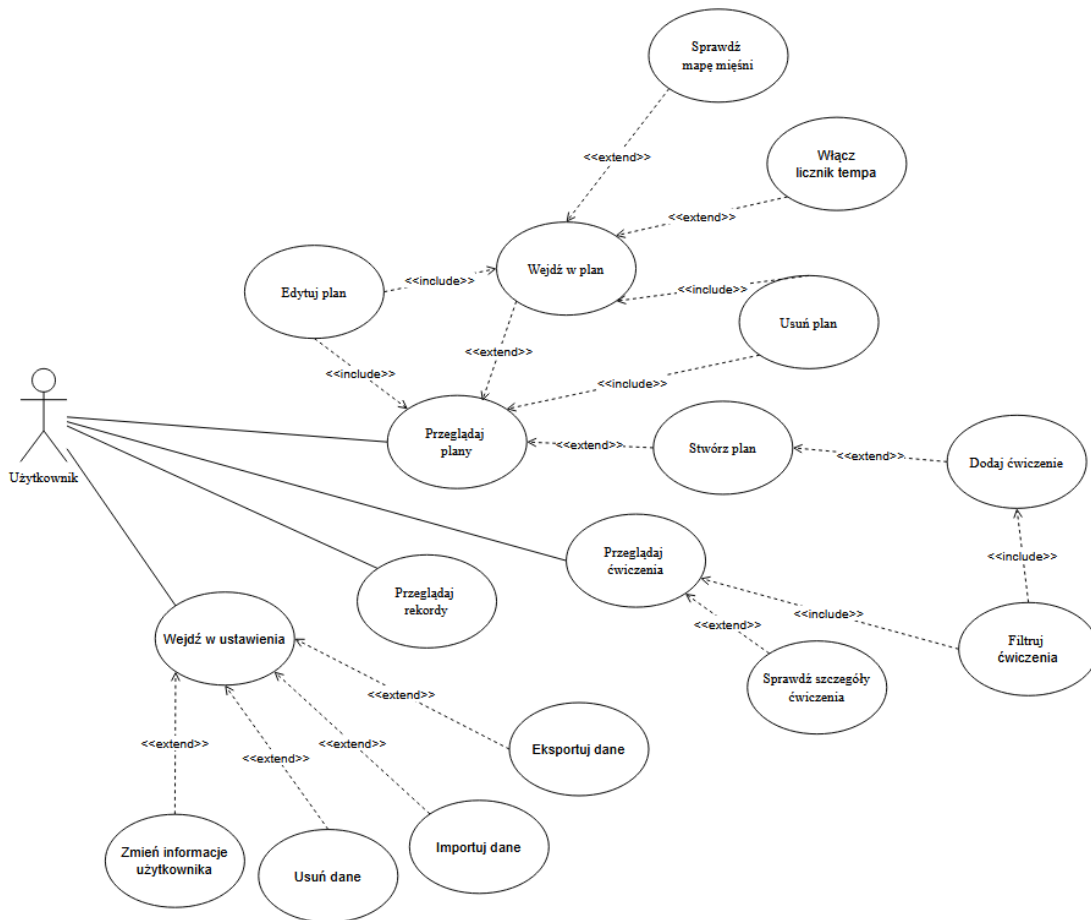 Sprawdź
mapę mięśni
<<extend>>
Włącz
licznik tempa
<<extend>>
Wejdź w plan
Edytuj plan
<<include>>
<<include>>
Usuń plan
<<extend>>
<<include>>
<<include>>
Użytkownik
Przeglądaj
plany
<<extend>>
Stwórz plan
<<extend>>
Dodaj ćwiczenie
Przeglądaj
ćwiczenia
<<include>>
Przeglądaj
rekordy
<<include>>
<<extend>>
Filtruj
ćwiczenia
Wejdź w ustawienia
Sprawdź szczegóły
ćwiczenia
<<extend>>
<<extend>>
<<extend>>
<<extend>>
Eksportuj dane
Zmień informacje
użytkownika
Usuń dane
Importuj dane